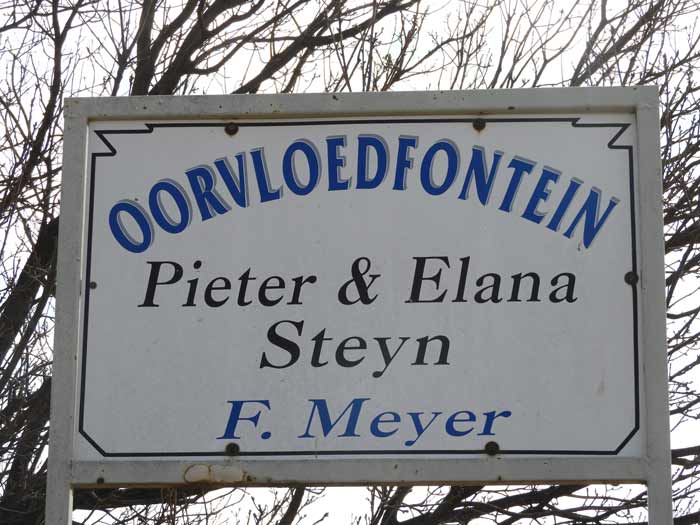 OORVLOEDFONTEIN
Pieter & Elana
Steyn
F. Meyer